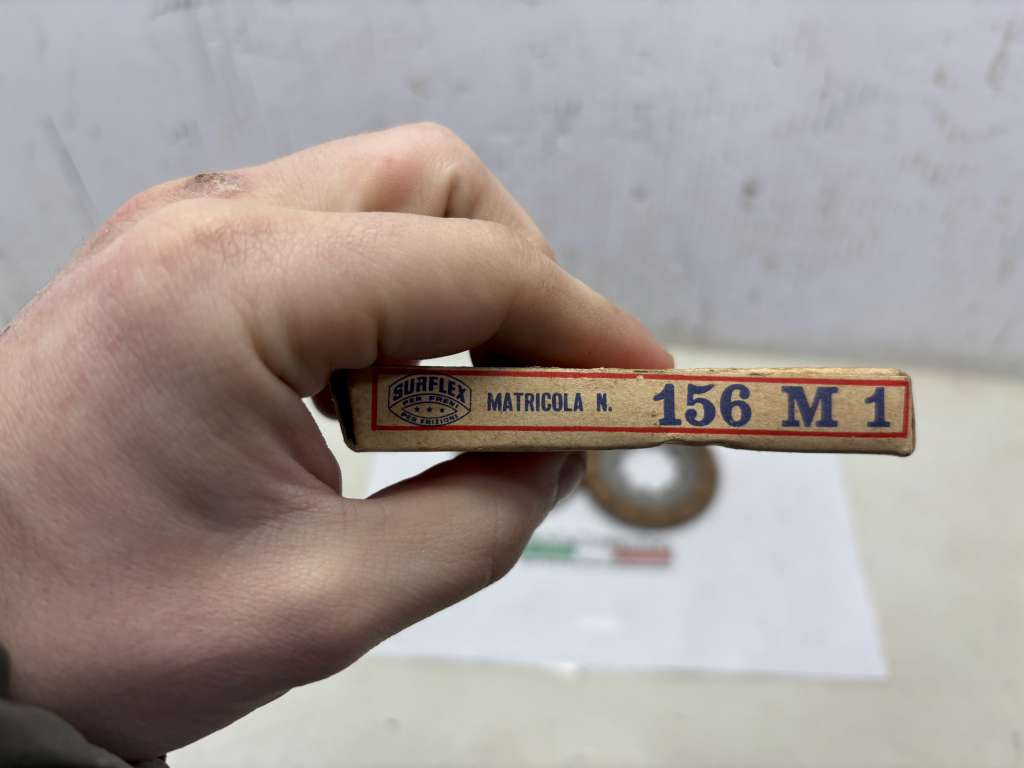 SURFLEX
PER FRENI
PER FRIZIONI
MATRICOLA N. 156 M 1